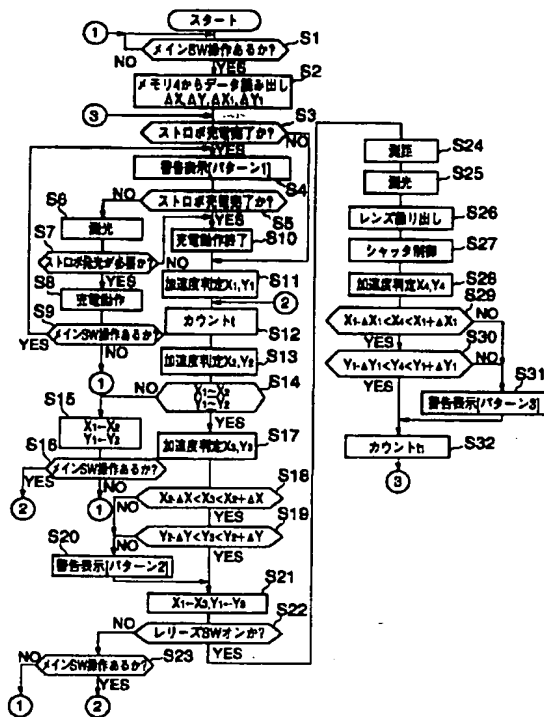 スタート
①
メインSW操作あるか?
S1
NO
YES
S2
メモリ4からデータ読み出し
ΔX,ΔY,ΔX₁,ΔY₁
③
S3
ストロボ充電完了か?
YES
NO
警告表示[パターン1]
S4
ストロボ充電完了か?
NO
S5
YES
S6
測光
S10
充電動作終了
S7
ストロボ発光が必要か?
NO
YES
S8
充電動作
S11
加速度判定X₁,Y₁
②
S9
メインSW操作あるか?
YES
NO
①
カウントt
S12
加速度判定X₂,Y₂
S13
X₁~X₂
Y₁~Y₂
S14
NO
YES
S15
X₁←X₂
Y₁←Y₂
S16
メインSW操作あるか?
YES
NO
②
①
加速度判定X₃,Y₃
S17
X₂-ΔX<X₃<X₂+ΔX
S18
NO
YES
Y₂-ΔY<Y₃<Y₂+ΔY
S19
NO
YES
S20
警告表示[パターン2]
S21
X₁←X₃,Y₁←Y₃
S22
レリーズSWオンか?
NO
YES
メインSW操作あるか?
S23
NO
YES
①
②
測距
S24
測光
S25
レンズ繰り出し
S26
シャッタ制御
S27
加速度判定X₄,Y₄
S28
S29
X₁-ΔX₁<X₄<X₁+ΔX₁
NO
YES
S30
Y₁-ΔY₁<Y₄<Y₁+ΔY₁
NO
YES
S31
警告表示[パターン3]
カウントt₁
S32
③